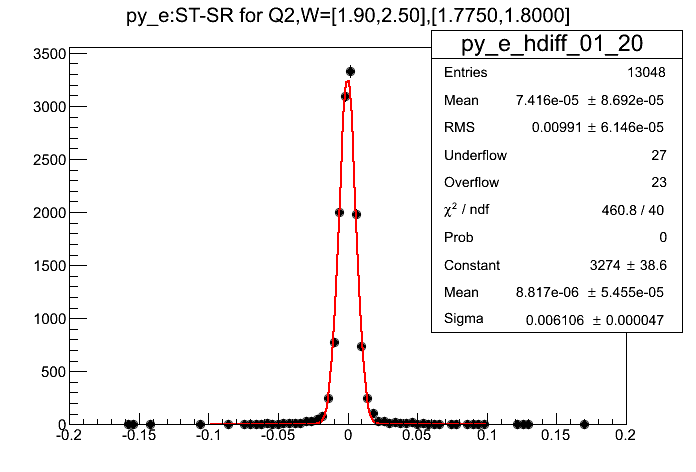 py_e:ST-SR for Q2,W=[1.90,2.50],[1.7750,1.8000]
py_e_hdiff_01_20
Entries 13048
Mean 7.416e-05 ± 8.692e-05
RMS 0.00991 ± 6.146e-05
Underflow 27
Overflow 23
χ² / ndf 460.8 / 40
Prob 0
Constant 3274 ± 38.6
Mean 8.817e-06 ± 5.455e-05
Sigma 0.006106 ± 0.000047
3500
3000
2500
2000
1500
1000
500
0
-0.2 -0.15 -0.1 -0.05 0 0.05 0.1 0.15 0.2